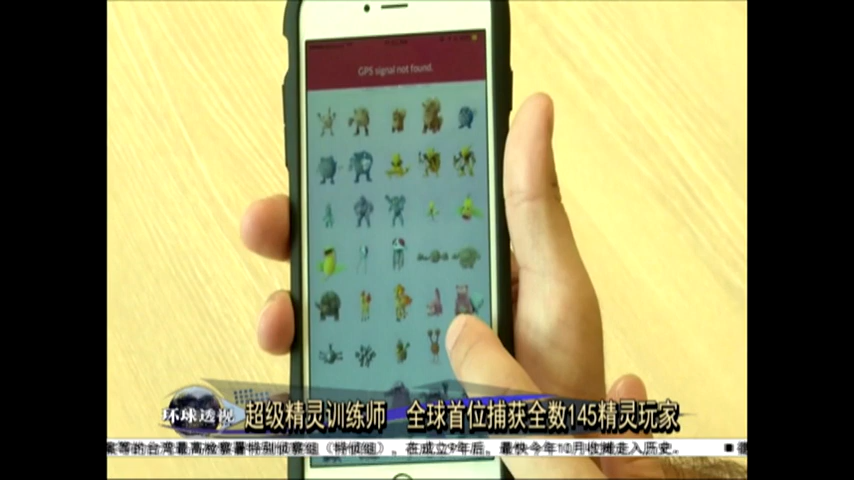 GPS signal not found.
环球透视
超级精灵训练师 全球首位捕获全数145精灵玩家
等的台湾最高检察署特别侦察组（特侦组），在成立9年后，最快今年10月收摊走入历史。